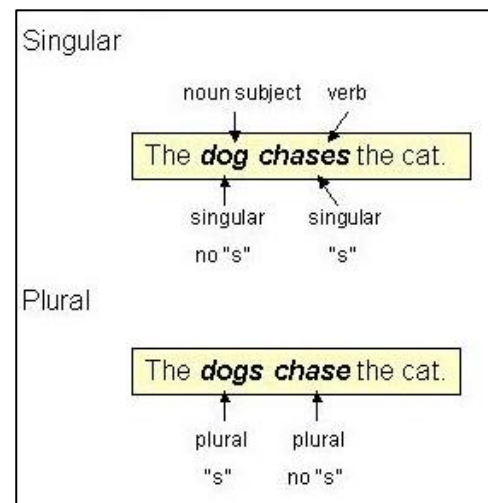 Singular
noun subject verb
The dog chases the cat.
singular singular
no "s" "s"
Plural
The dogs chase the cat.
plural plural
"s" no "s"